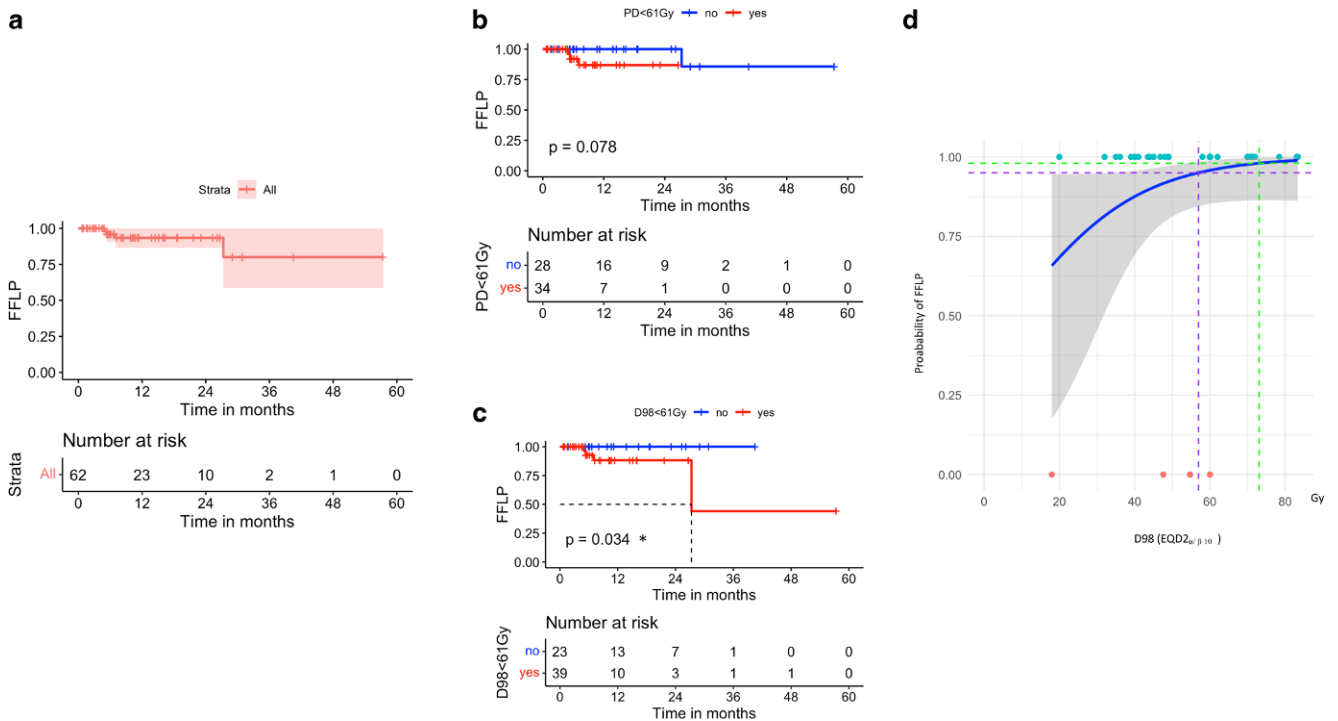 a
Strata All
1.00
0.75
0.50
0.25
0.00
FFLP
0 12 24 36 48 60
Time in months
Number at risk
Strata
All 62 23 10 2 1 0
0 12 24 36 48 60
Time in months
b
PD<61Gy no yes
1.00
0.75
0.50
0.25
0.00
FFLP
p = 0.078
0 12 24 36 48 60
Time in months
Number at risk
PD<61Gy
no 28 16 9 2 1 0
yes 34 7 1 0 0 0
0 12 24 36 48 60
Time in months
c
D98<61Gy no yes
1.00
0.75
0.50
0.25
0.00
FFLP
p = 0.034 *
0 12 24 36 48 60
Time in months
Number at risk
D98<61Gy
no 23 13 7 1 0 0
yes 39 10 3 1 1 0
0 12 24 36 48 60
Time in months
d
1.00
0.75
0.50
0.25
0.00
Proabability of FFLP
0 20 40 60 80 Gy
D98 (EQD2α/ β 10 )